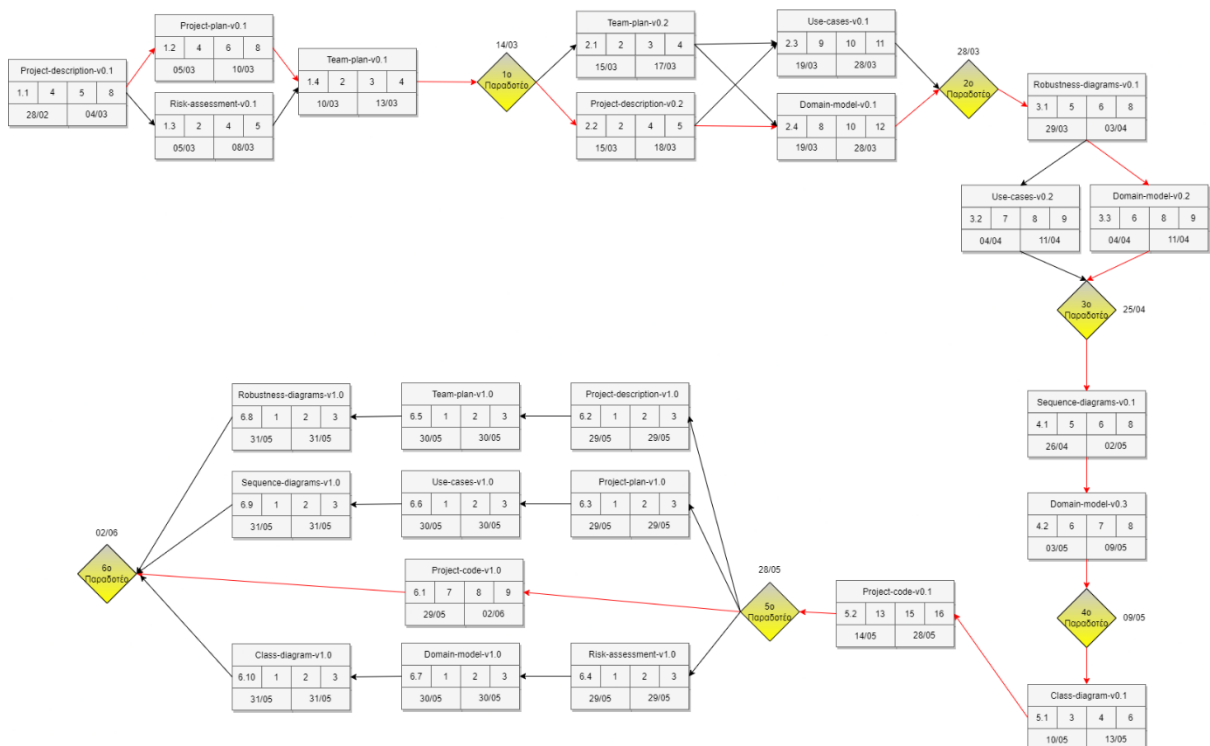 Project-description-v0.1
1.1 4 5 8
28/02 04/03
Project-plan-v0.1
1.2 4 6 8
05/03 10/03
Risk-assessment-v0.1
1.3 2 4 5
05/03 08/03
Team-plan-v0.1
1.4 2 3 4
10/03 13/03
14/03
1ο
Παραδοτέο
Team-plan-v0.2
2.1 2 3 4
15/03 17/03
Project-description-v0.2
2.2 2 4 5
15/03 18/03
Use-cases-v0.1
2.3 9 10 11
19/03 28/03
Domain-model-v0.1
2.4 8 10 12
19/03 28/03
28/03
2ο
Παραδοτέο
Robustness-diagrams-v0.1
3.1 5 6 8
29/03 03/04
Use-cases-v0.2
3.2 7 8 9
04/04 11/04
Domain-model-v0.2
3.3 6 8 9
04/04 11/04
3ο
Παραδοτέο
25/04
Sequence-diagrams-v0.1
4.1 5 6 8
26/04 02/05
Domain-model-v0.3
4.2 6 7 8
03/05 09/05
4ο
Παραδοτέο
09/05
Class-diagram-v0.1
5.1 3 4 6
10/05 13/05
Project-code-v0.1
5.2 13 15 16
14/05 28/05
28/05
5ο
Παραδοτέο
Project-description-v1.0
6.2 1 2 3
29/05 29/05
Team-plan-v1.0
6.5 1 2 3
30/05 30/05
Robustness-diagrams-v1.0
6.8 1 2 3
31/05 31/05
Project-plan-v1.0
6.3 1 2 3
29/05 29/05
Use-cases-v1.0
6.6 1 2 3
30/05 30/05
Sequence-diagrams-v1.0
6.9 1 2 3
31/05 31/05
Project-code-v1.0
6.1 7 8 9
29/05 02/06
Risk-assessment-v1.0
6.4 1 2 3
29/05 29/05
Domain-model-v1.0
6.7 1 2 3
30/05 30/05
Class-diagram-v1.0
6.10 1 2 3
31/05 31/05
02/06
6ο
Παραδοτέο